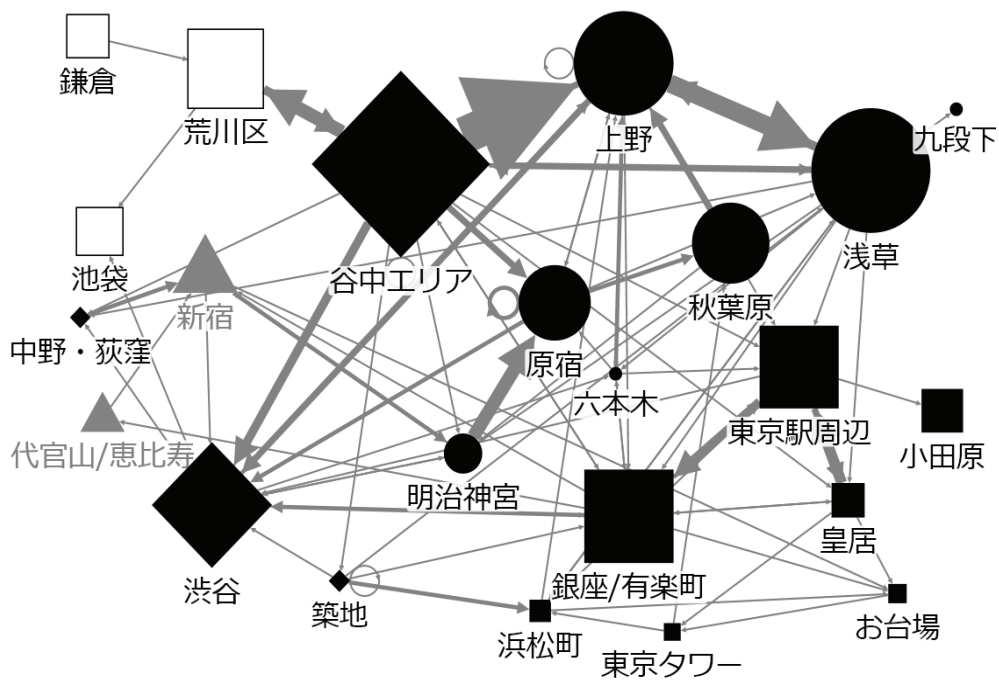 鎌倉
荒川区
上野
九段下
池袋
谷中エリア
浅草
新宿
秋葉原
中野・荻窪
原宿
六本木
代官山/恵比寿
東京駅周辺
小田原
明治神宮
皇居
渋谷
築地
銀座/有楽町
お台場
浜松町
東京タワー